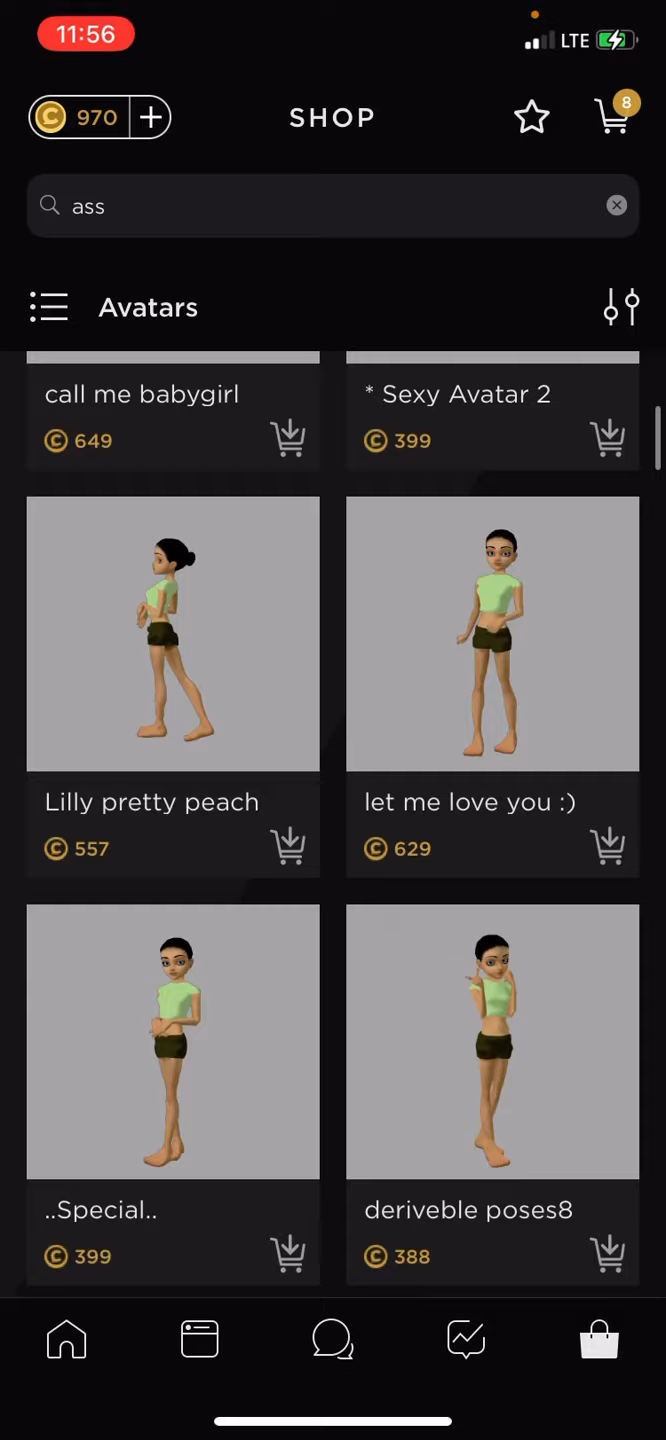 11:56
LTE
970
SHOP
8
ass
Avatars
call me babygirl
* Sexy Avatar 2
649
399
Lilly pretty peach
let me love you :)
557
629
..Special..
deriveble poses8
399
388